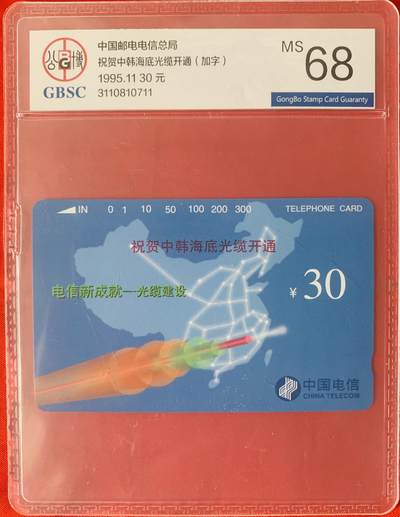 中国邮电电信总局
祝贺中韩海底光缆开通（加字）
1995.11 30 元
3110810711
公博
GBSC
MS 68
GongBo Stamp Card Guaranty
IN 0 1 10 50 100 200 300 TELEPHONE CARD
祝贺中韩海底光缆开通
电信新成就—光缆建设
¥ 30
中国电信
CHINA TELECOM